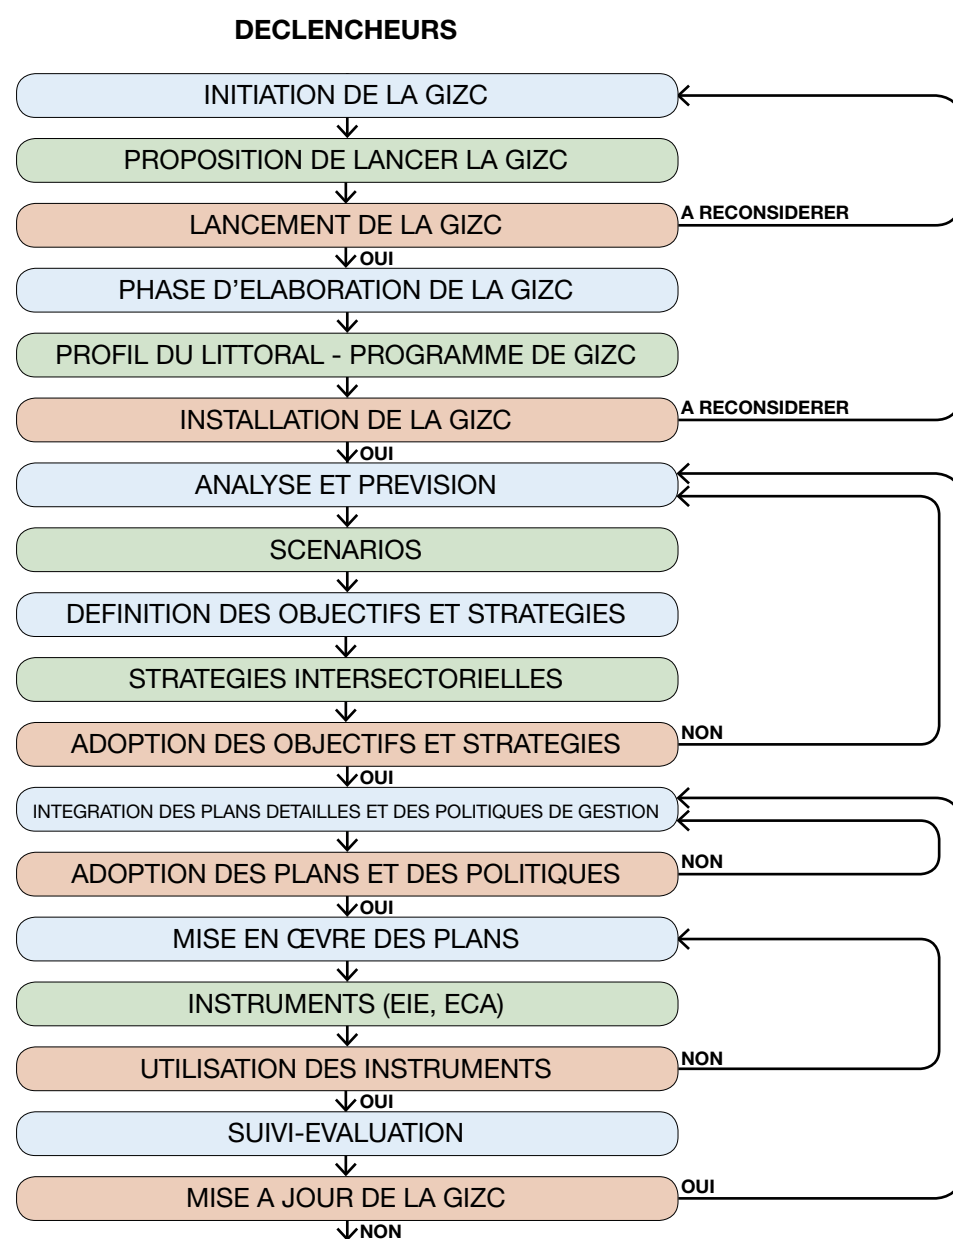 DECLENCHEURS
INITIATION DE LA GIZC
PROPOSITION DE LANCER LA GIZC
LANCEMENT DE LA GIZC
A RECONSIDERER
OUI
PHASE D'ELABORATION DE LA GIZC
PROFIL DU LITTORAL - PROGRAMME DE GIZC
INSTALLATION DE LA GIZC
A RECONSIDERER
OUI
ANALYSE ET PREVISION
SCENARIOS
DEFINITION DES OBJECTIFS ET STRATEGIES
STRATEGIES INTERSECTORIELLES
ADOPTION DES OBJECTIFS ET STRATEGIES
NON
OUI
INTEGRATION DES PLANS DETAILLES ET DES POLITIQUES DE GESTION
ADOPTION DES PLANS ET DES POLITIQUES
NON
OUI
MISE EN ŒVRE DES PLANS
INSTRUMENTS (EIE, ECA)
UTILISATION DES INSTRUMENTS
NON
OUI
SUIVI-EVALUATION
MISE A JOUR DE LA GIZC
OUI
NON